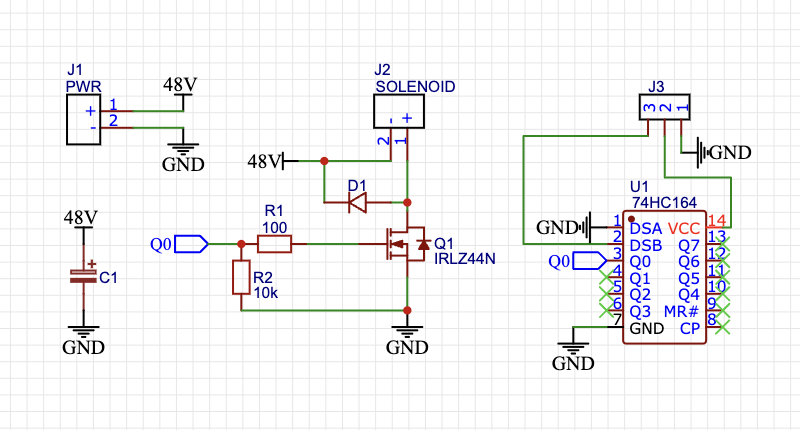 J1
PWR
+ 1
- 2
48V
GND
48V
+
C1
GND
J2
SOLENOID
- +
2 1
48V
D1
Q0
R1
100
R2
10k
Q1
IRLZ44N
GND
J3
3 2 1
GND
U1
74HC164
GND 1 DSA VCC 14
2 DSB Q7 13
Q0 3 Q0 Q6 12
4 Q1 Q5 11
5 Q2 Q4 10
6 Q3 MR# 9
7 GND CP 8
GND